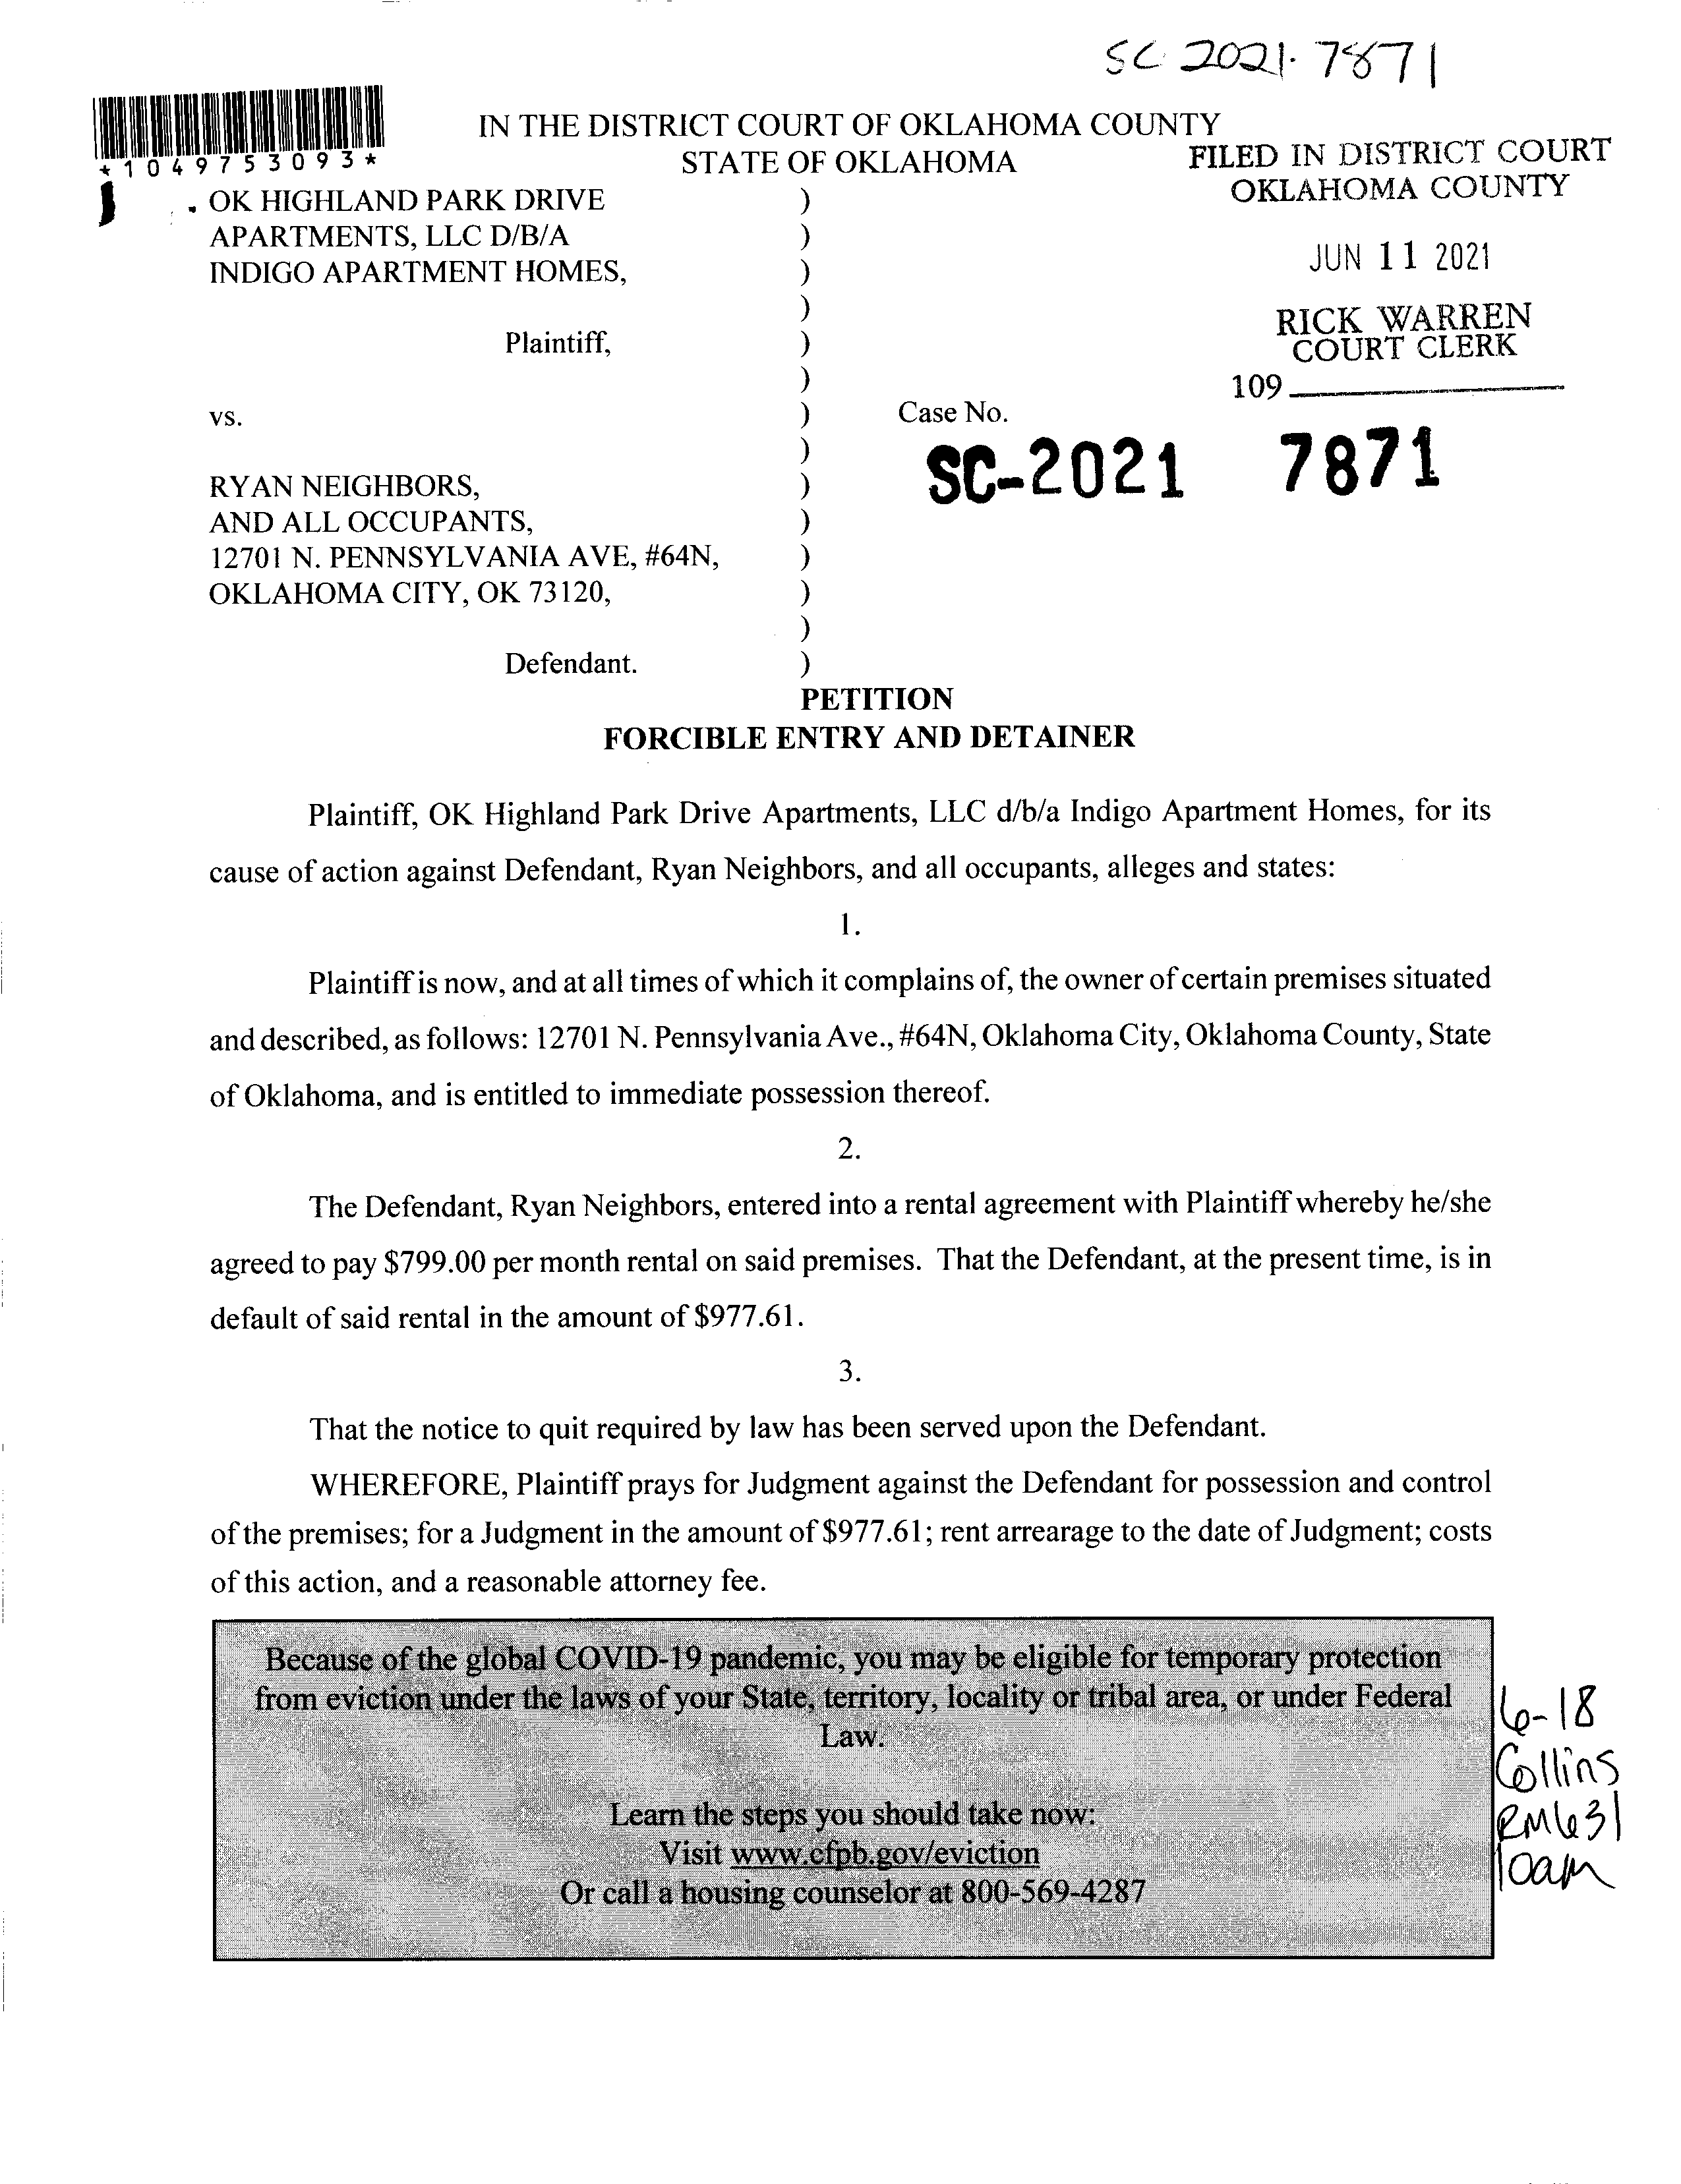 SC 2021-7871
*1049753093*
IN THE DISTRICT COURT OF OKLAHOMA COUNTY
STATE OF OKLAHOMA
FILED IN DISTRICT COURT
OKLAHOMA COUNTY
JUN 11 2021
RICK WARREN
COURT CLERK
109
OK HIGHLAND PARK DRIVE )
APARTMENTS, LLC D/B/A )
INDIGO APARTMENT HOMES, )
)
Plaintiff, )
)
vs. ) Case No.
) SC-2021 7871
RYAN NEIGHBORS, )
AND ALL OCCUPANTS, )
12701 N. PENNSYLVANIA AVE, #64N, )
OKLAHOMA CITY, OK 73120, )
)
Defendant. )
PETITION
FORCIBLE ENTRY AND DETAINER
Plaintiff, OK Highland Park Drive Apartments, LLC d/b/a Indigo Apartment Homes, for its
cause of action against Defendant, Ryan Neighbors, and all occupants, alleges and states:
1.
Plaintiff is now, and at all times of which it complains of, the owner of certain premises situated
and described, as follows: 12701 N. Pennsylvania Ave., #64N, Oklahoma City, Oklahoma County, State
of Oklahoma, and is entitled to immediate possession thereof.
2.
The Defendant, Ryan Neighbors, entered into a rental agreement with Plaintiff whereby he/she
agreed to pay $799.00 per month rental on said premises. That the Defendant, at the present time, is in
default of said rental in the amount of $977.61.
3.
That the notice to quit required by law has been served upon the Defendant.
WHEREFORE, Plaintiff prays for Judgment against the Defendant for possession and control
of the premises; for a Judgment in the amount of $977.61; rent arrearage to the date of Judgment; costs
of this action, and a reasonable attorney fee.
Because of the global COVID-19 pandemic, you may be eligible for temporary protection
from eviction under the laws of your State, territory, locality or tribal area, or under Federal
Law.
Learn the steps you should take now:
Visit www.cfpb.gov/eviction
Or call a housing counselor at 800-569-4287
6-18
Collins
RM631
10am